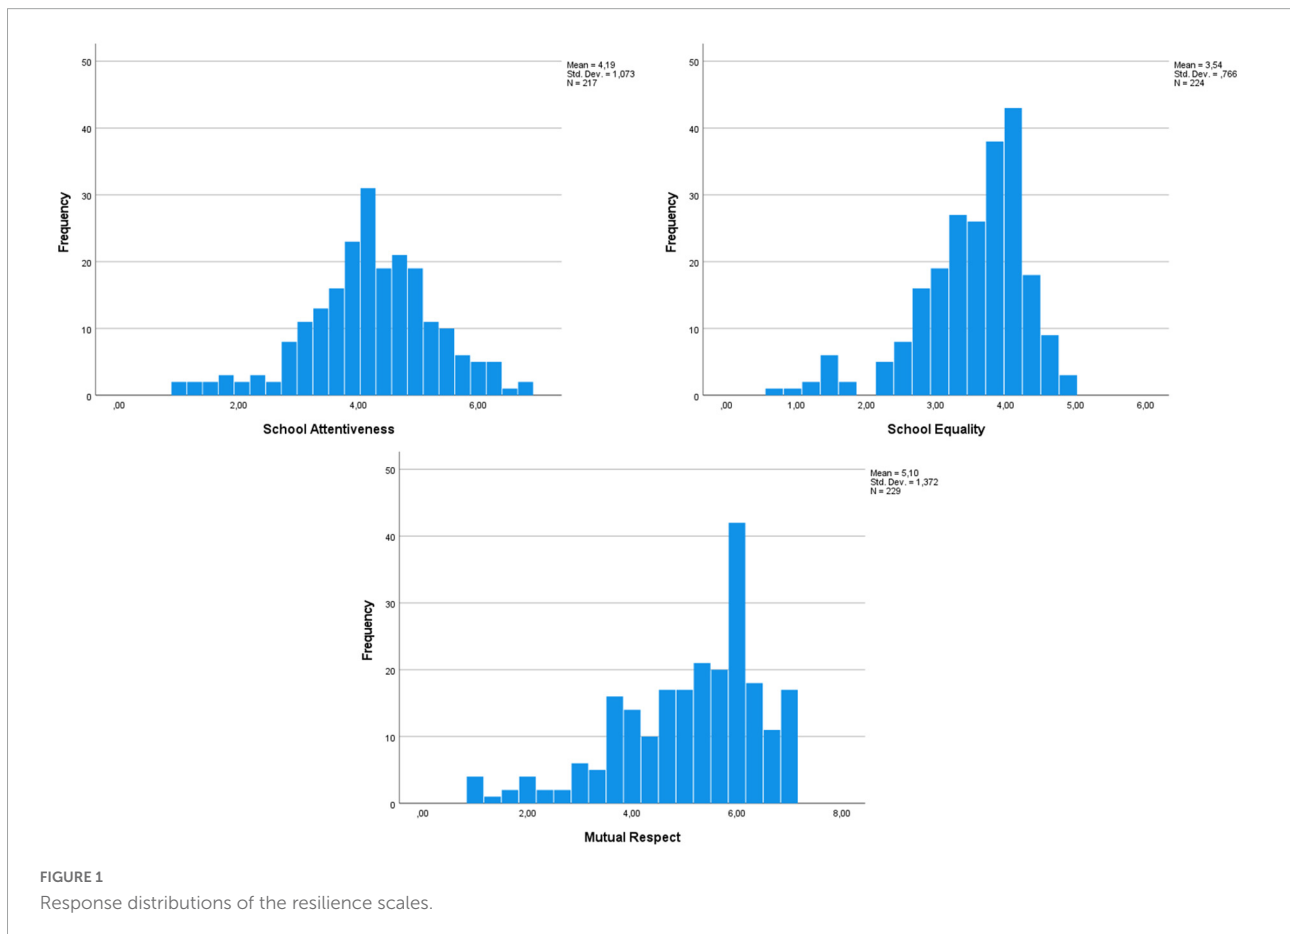 Mean = 4,19
Std. Dev. = 1,073
N = 217
50
40
30
20
10
0
Frequency
,00 2,00 4,00 6,00
School Attentiveness
Mean = 3,54
Std. Dev. = ,766
N = 224
50
40
30
20
10
0
Frequency
,00 1,00 2,00 3,00 4,00 5,00 6,00
School Equality
Mean = 5,10
Std. Dev. = 1,372
N = 229
50
40
30
20
10
0
Frequency
,00 2,00 4,00 6,00 8,00
Mutual Respect
FIGURE 1
Response distributions of the resilience scales.